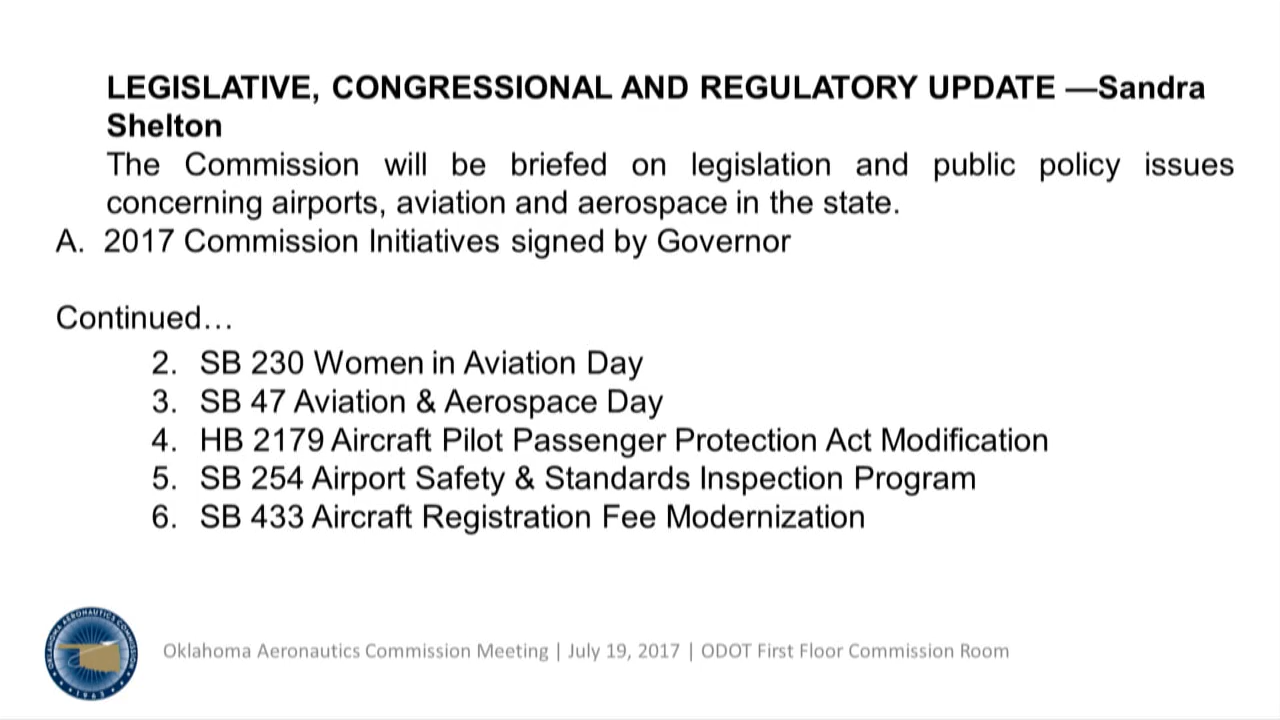 LEGISLATIVE, CONGRESSIONAL AND REGULATORY UPDATE —Sandra
Shelton
The Commission will be briefed on legislation and public policy issues
concerning airports, aviation and aerospace in the state.
A. 2017 Commission Initiatives signed by Governor
Continued…
2. SB 230 Women in Aviation Day
3. SB 47 Aviation & Aerospace Day
4. HB 2179 Aircraft Pilot Passenger Protection Act Modification
5. SB 254 Airport Safety & Standards Inspection Program
6. SB 433 Aircraft Registration Fee Modernization
OKLAHOMA AERONAUTICS COMMISSION
1963
Oklahoma Aeronautics Commission Meeting | July 19, 2017 | ODOT First Floor Commission Room